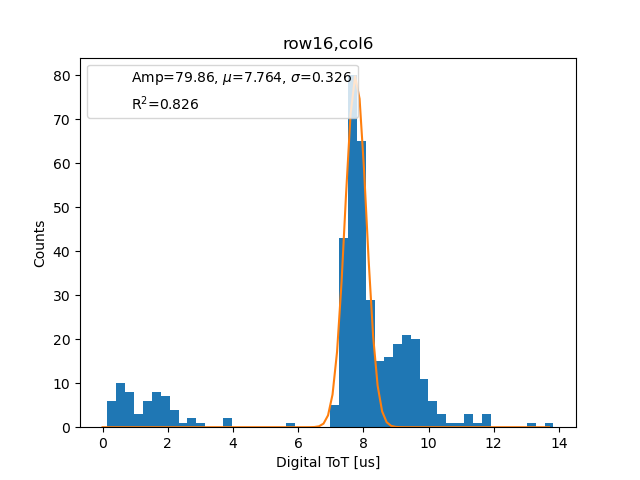 row16,col6
Amp=79.86, μ=7.764, σ=0.326
R²=0.826
80
70
60
50
40
30
20
10
0
Counts
0 2 4 6 8 10 12 14
Digital ToT [us]